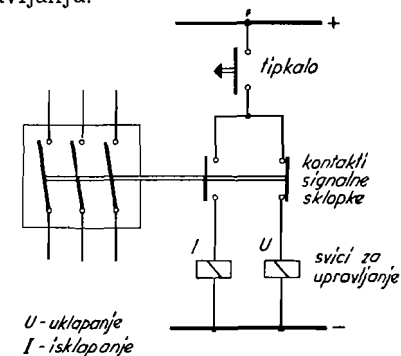 +
tipkalo
kontakti
signalne
sklopke
I
U
svici za
upravljanje
U - uklapanje
I - isklapanje
−